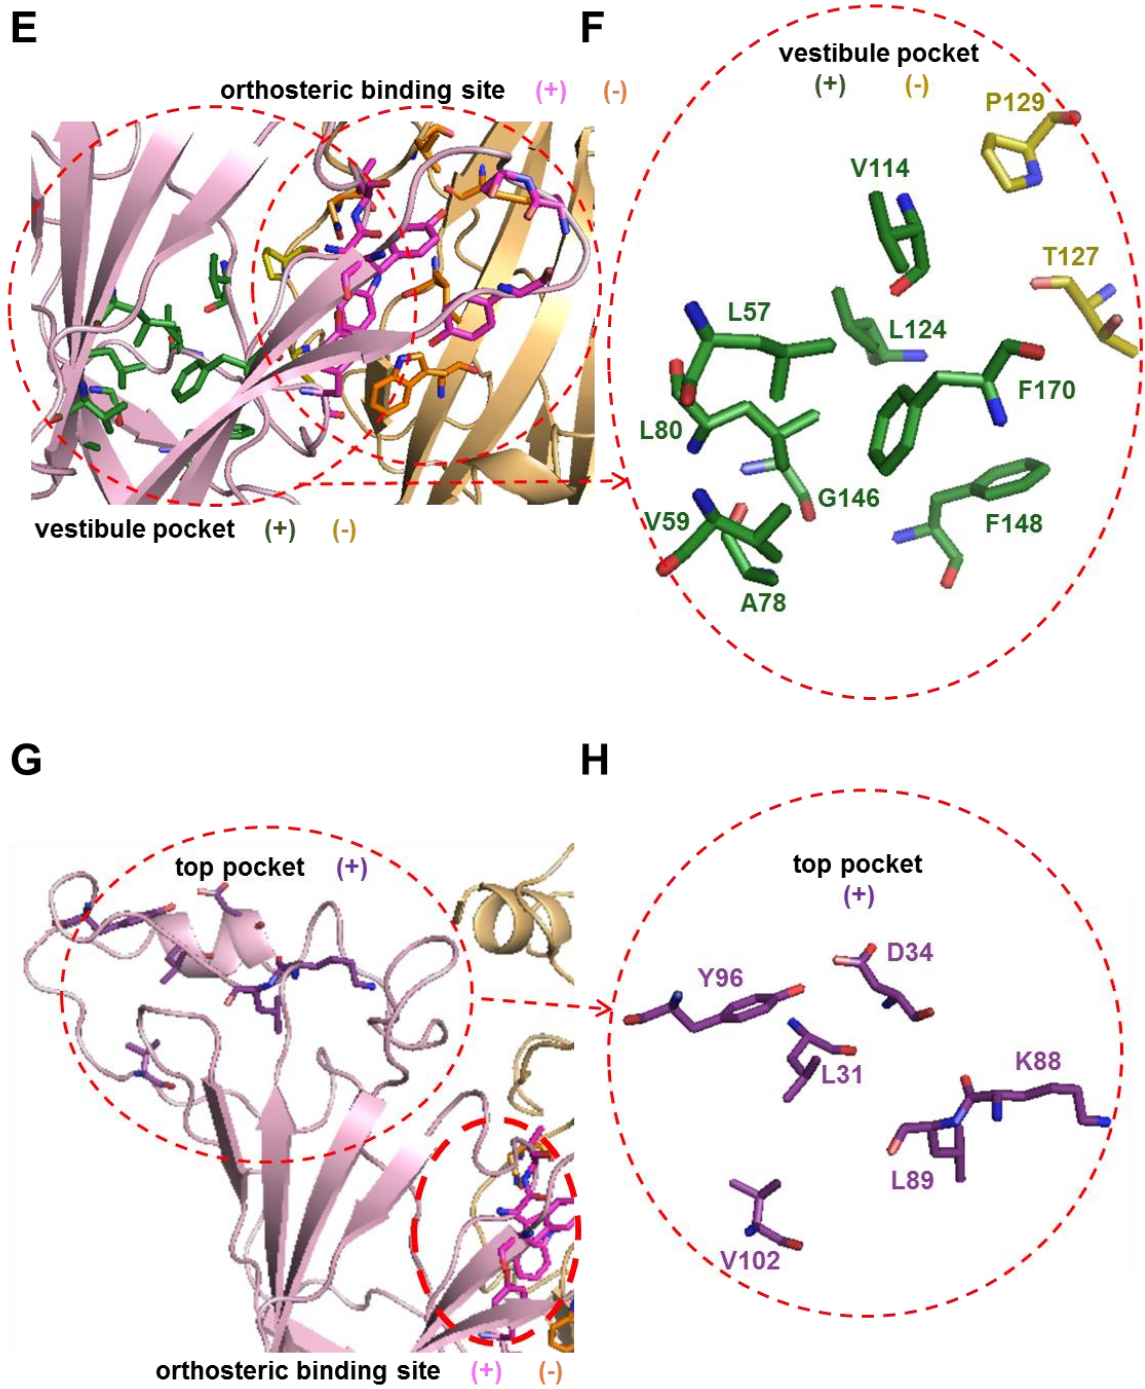 E
orthosteric binding site (+) (-)
vestibule pocket (+) (-)
F
vestibule pocket
(+) (-)
P129
V114
T127
L57
L124
F170
L80
G146
V59
F148
A78
G
top pocket (+)
orthosteric binding site (+) (-)
H
top pocket
(+)
D34
Y96
L31
K88
L89
V102